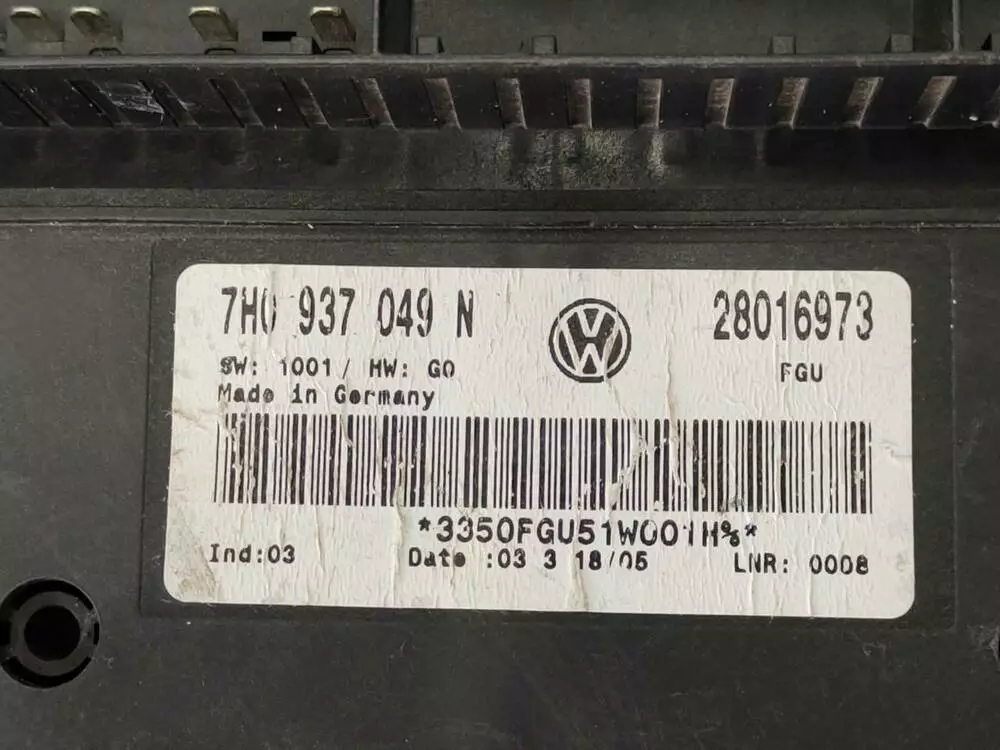 7H0 937 049 N
28016973
SW: 1001 / HW: G0
FGU
Made in Germany
*3350FGU51W001H%*
Ind:03
Date :03 3 18/05
LNR: 0008